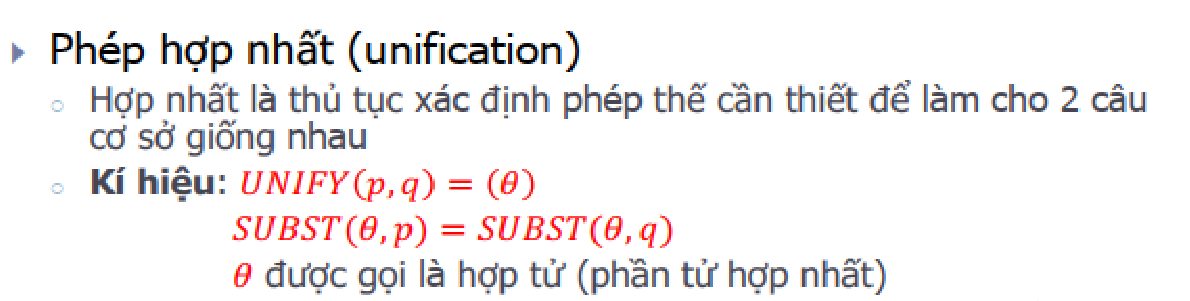 Phép hợp nhất (unification)
Hợp nhất là thủ tục xác định phép thế cần thiết để làm cho 2 câu
cơ sở giống nhau
Kí hiệu: UNIFY(p,q) = (θ)
SUBST(θ,p) = SUBST(θ,q)
θ được gọi là hợp tử (phần tử hợp nhất)